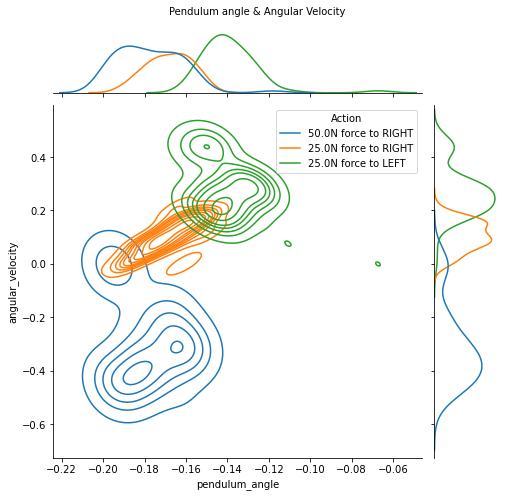 Pendulum angle & Angular Velocity
Action
50.0N force to RIGHT
25.0N force to RIGHT
25.0N force to LEFT
0.4
0.2
0.0
−0.2
−0.4
−0.6
angular_velocity
−0.22 −0.20 −0.18 −0.16 −0.14 −0.12 −0.10 −0.08 −0.06
pendulum_angle